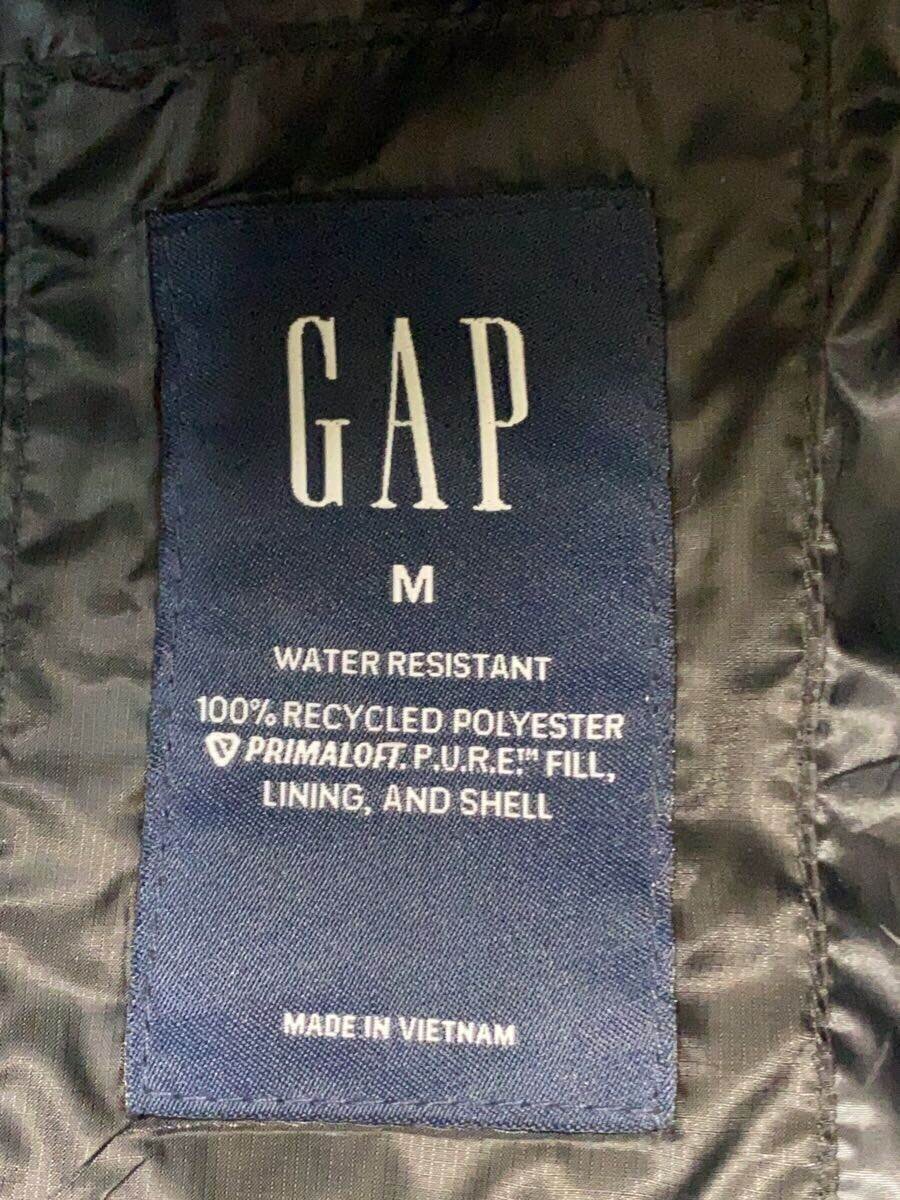 GAP
M
WATER RESISTANT
100% RECYCLED POLYESTER
PRIMALOFT. P.U.R.E.™ FILL,
LINING, AND SHELL
MADE IN VIETNAM